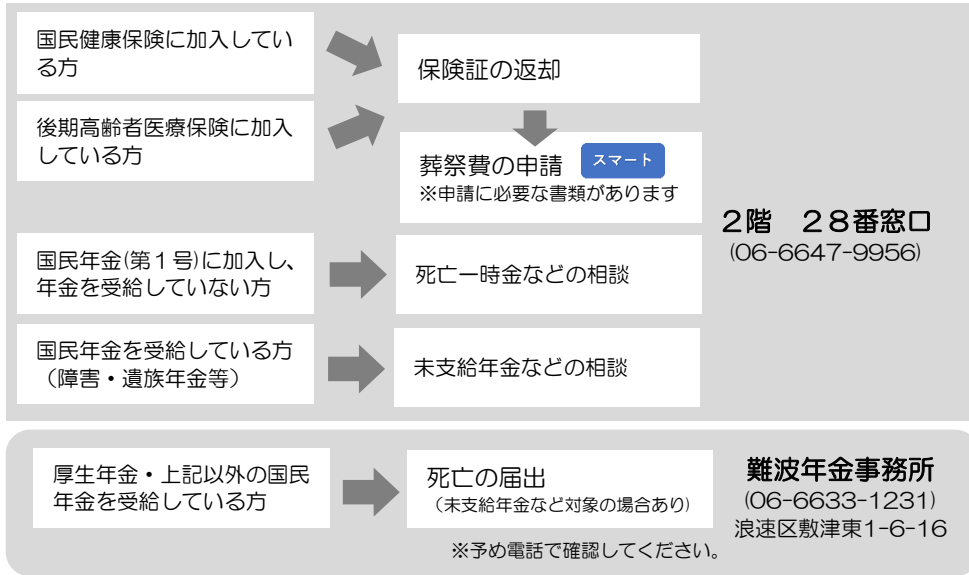 国民健康保険に加入してい
る方
保険証の返却
後期高齢者医療保険に加入
している方
葬祭費の申請 スマート
※申請に必要な書類があります
2階 28番窓口
(06-6647-9956)
国民年金(第1号)に加入し、
年金を受給していない方
死亡一時金などの相談
国民年金を受給している方
(障害・遺族年金等)
未支給年金などの相談
厚生年金・上記以外の国民
年金を受給している方
死亡の届出
(未支給年金など対象の場合あり)
※予め電話で確認してください。
難波年金事務所
(06-6633-1231)
浪速区敷津東1-6-16